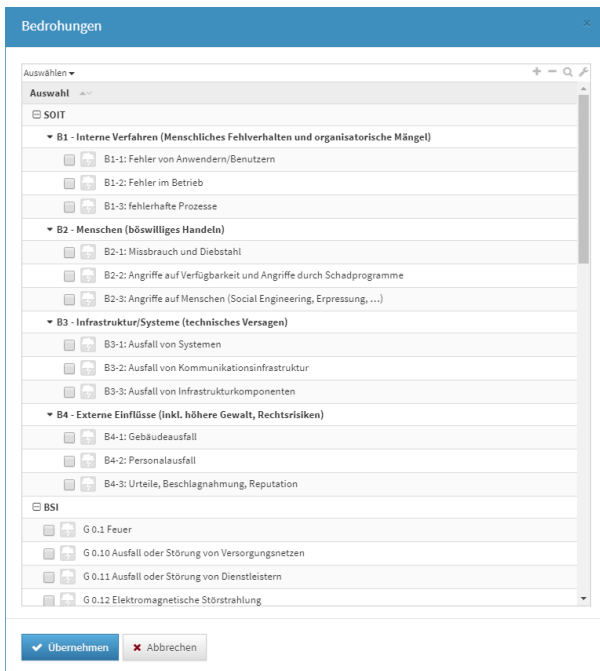 Bedrohungen
Auswählen
Auswahl
SOIT
B1 - Interne Verfahren (Menschliches Fehlverhalten und organisatorische Mängel)
B1-1: Fehler von Anwendern/Benutzern
B1-2: Fehler im Betrieb
B1-3: fehlerhafte Prozesse
B2 - Menschen (böswilliges Handeln)
B2-1: Missbrauch und Diebstahl
B2-2: Angriffe auf Verfügbarkeit und Angriffe durch Schadprogramme
B2-3: Angriffe auf Menschen (Social Engineering, Erpressung, ...)
B3 - Infrastruktur/Systeme (technisches Versagen)
B3-1: Ausfall von Systemen
B3-2: Ausfall von Kommunikationsinfrastruktur
B3-3: Ausfall von Infrastrukturkomponenten
B4 - Externe Einflüsse (inkl. höhere Gewalt, Rechtsrisiken)
B4-1: Gebäudeausfall
B4-2: Personalausfall
B4-3: Urteile, Beschlagnahmung, Reputation
BSI
G 0.1 Feuer
G 0.10 Ausfall oder Störung von Versorgungsnetzen
G 0.11 Ausfall oder Störung von Dienstleistern
G 0.12 Elektromagnetische Störstrahlung
Übernehmen
Abbrechen